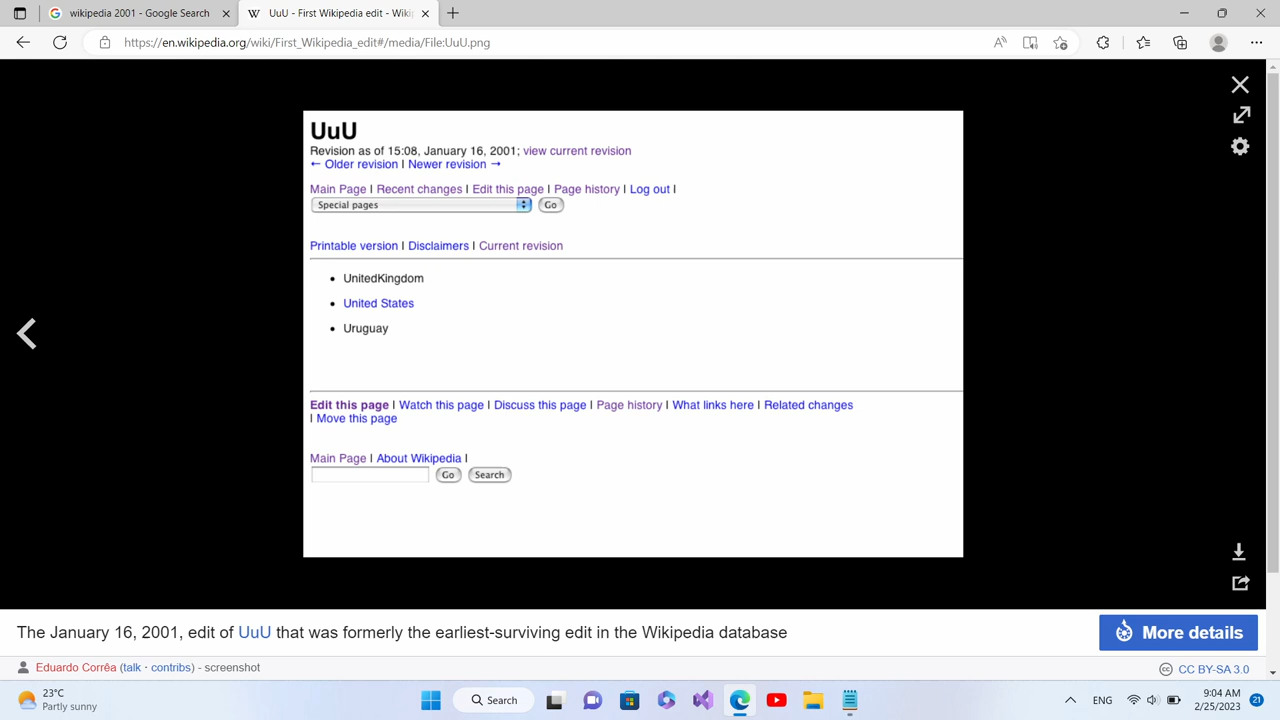 wikipedia 2001 - Google Search
UuU - First Wikipedia edit - Wiki
https://en.wikipedia.org/wiki/First_Wikipedia_edit#/media/File:UuU.png
UuU
Revision as of 15:08, January 16, 2001; view current revision
← Older revision | Newer revision →
Main Page | Recent changes | Edit this page | Page history | Log out |
Special pages Go
Printable version | Disclaimers | Current revision
• UnitedKingdom
• United States
• Uruguay
Edit this page | Watch this page | Discuss this page | Page history | What links here | Related changes
| Move this page
Main Page | About Wikipedia |
Go Search
The January 16, 2001, edit of UuU that was formerly the earliest-surviving edit in the Wikipedia database
More details
Eduardo Corrêa (talk · contribs) - screenshot
CC BY-SA 3.0
23°C
Partly sunny
Search
ENG
9:04 AM
2/25/2023
21